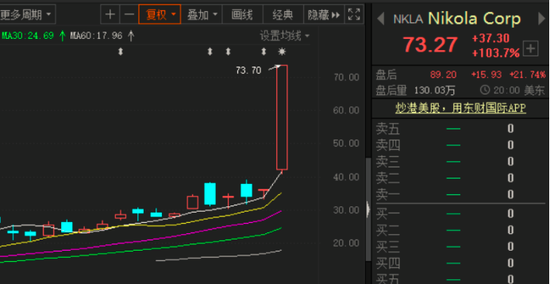 更多周期 + − 复权 叠加 画线 经典 隐藏
MA30:24.69 ↑ MA60:17.96 ↑ 设置均线
73.70
70.00
60.00
50.00
40.00
30.00
20.00
NKLA Nikola Corp
73.27 +37.30
+103.7%
盘后 89.20 +15.93 +21.74%
盘后量 130.03万 20:00 美东
炒港美股，用东财国际APP
卖五 — 0
卖四 — 0
卖三 — 0
卖二 — 0
卖一 — 0
买一 — 0
买二 — 0
买三 — 0
买四 — 0
买五 — 0